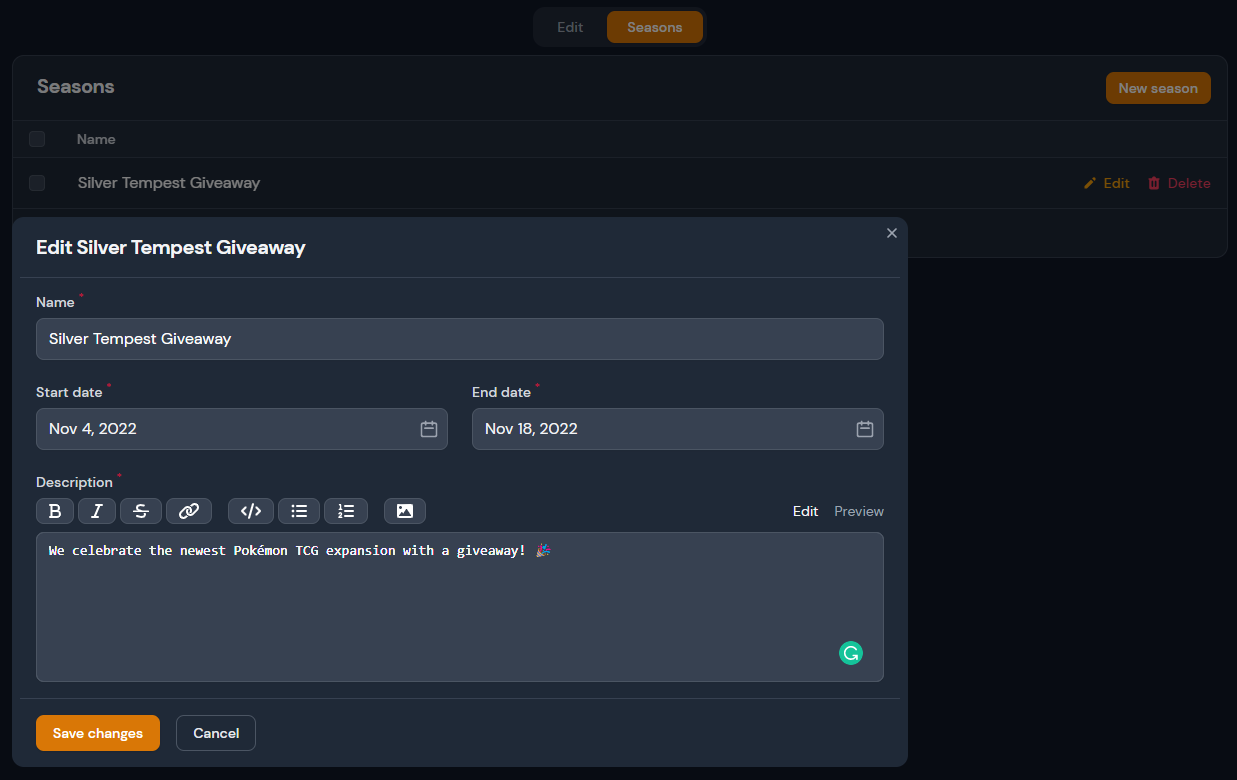 Edit Seasons
Seasons
New season
Name
Silver Tempest Giveaway Edit Delete
Edit Silver Tempest Giveaway
Name *
Silver Tempest Giveaway
Start date * End date *
Nov 4, 2022 Nov 18, 2022
Description *
Edit Preview
We celebrate the newest Pokémon TCG expansion with a giveaway! 🎉
Save changes Cancel